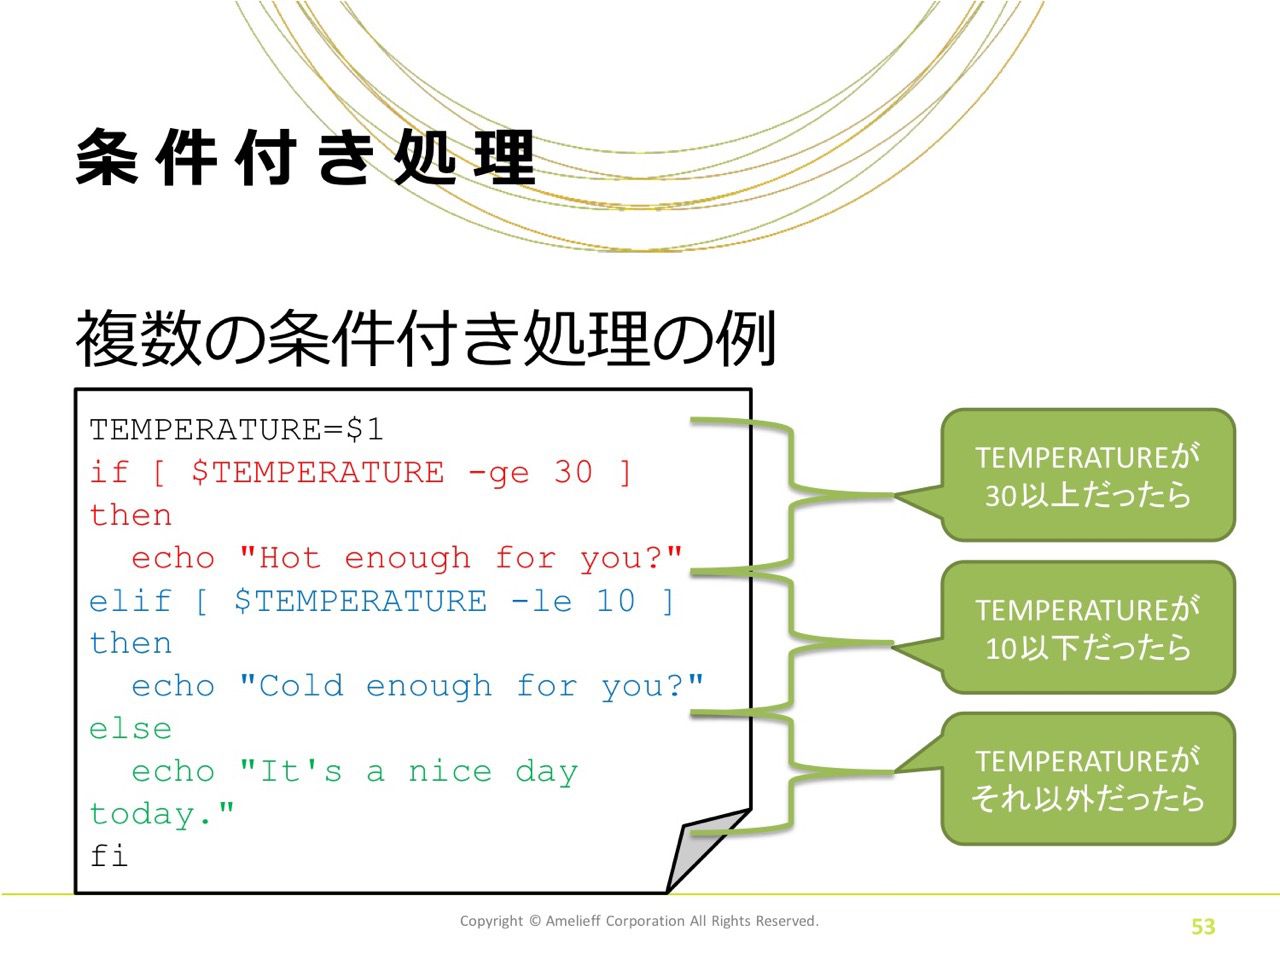 条件付き処理
複数の条件付き処理の例
TEMPERATURE=$1
if [ $TEMPERATURE -ge 30 ]
then
  echo "Hot enough for you?"
elif [ $TEMPERATURE -le 10 ]
then
  echo "Cold enough for you?"
else
  echo "It's a nice day
today."
fi
TEMPERATUREが
30以上だったら
TEMPERATUREが
10以下だったら
TEMPERATUREが
それ以外だったら
Copyright © Amelieff Corporation All Rights Reserved.
53